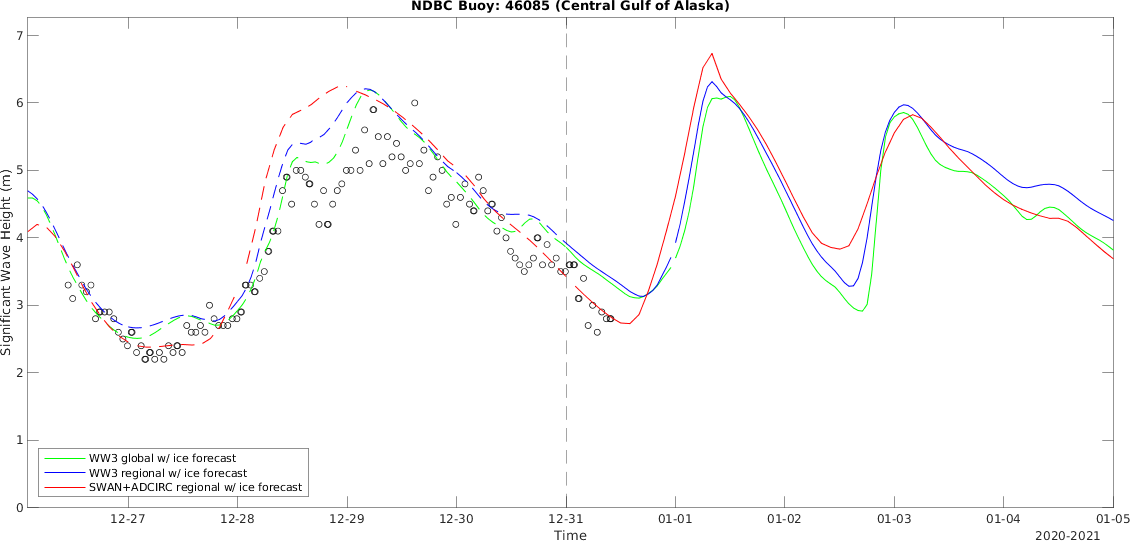 NDBC Buoy: 46085 (Central Gulf of Alaska)
Significant Wave Height (m)
7
6
5
4
3
2
1
0
WW3 global w/ ice forecast
WW3 regional w/ ice forecast
SWAN+ADCIRC regional w/ ice forecast
12-27 12-28 12-29 12-30 12-31 01-01 01-02 01-03 01-04 01-05
Time
2020-2021